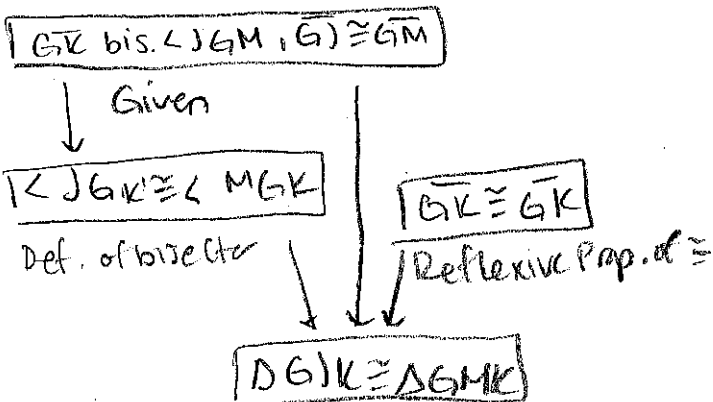 GK bis. <JGM, GJ ≅ GM
Given
<JGK ≅ < MGK
GK ≅ GK
Def. of bisector
Reflexive Prop. of ≅
ΔGJK ≅ ΔGMK